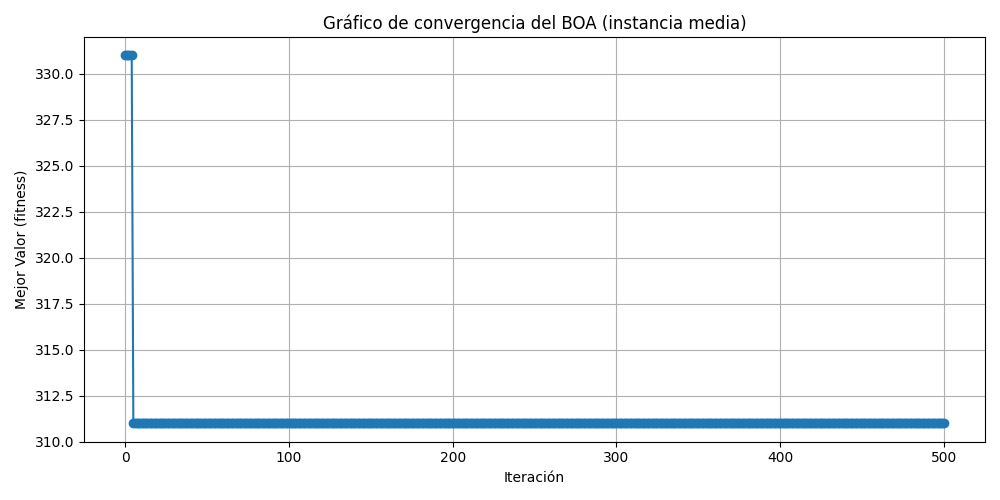 Gráfico de convergencia del BOA (instancia media)
Mejor Valor (fitness)
330.0
327.5
325.0
322.5
320.0
317.5
315.0
312.5
310.0
0 100 200 300 400 500
Iteración